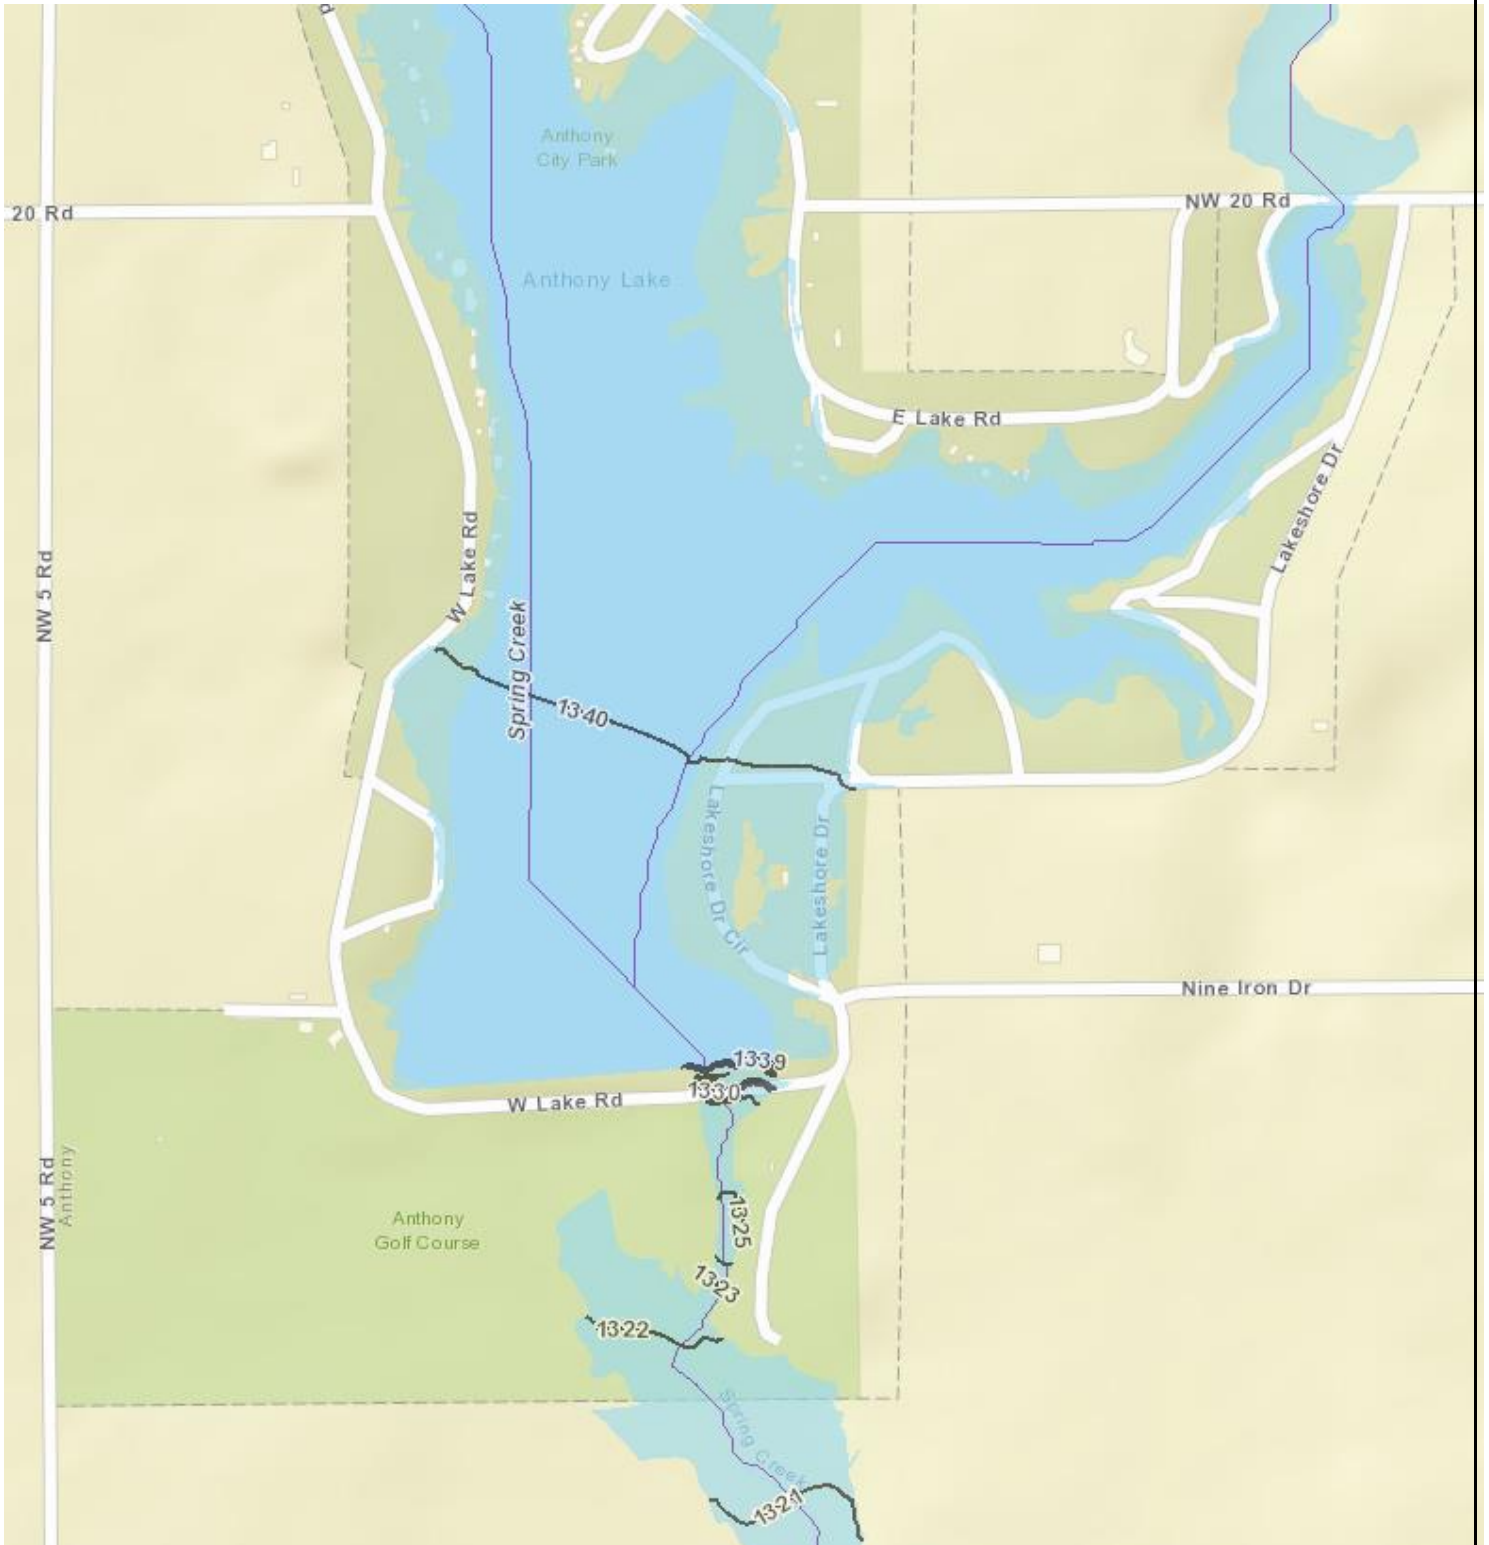 d
Anthony
City Park
20 Rd
NW 20 Rd
Anthony Lake
E Lake Rd
Lakeshore Dr
W Lake Rd
NW 5 Rd
Spring Creek
1340
Lakeshore Dr Cir
Lakeshore Dr
Nine Iron Dr
1339
1330
W Lake Rd
NW 5 Rd
Anthony
Anthony
Golf Course
1325
1323
1322
Spring Creek
1321